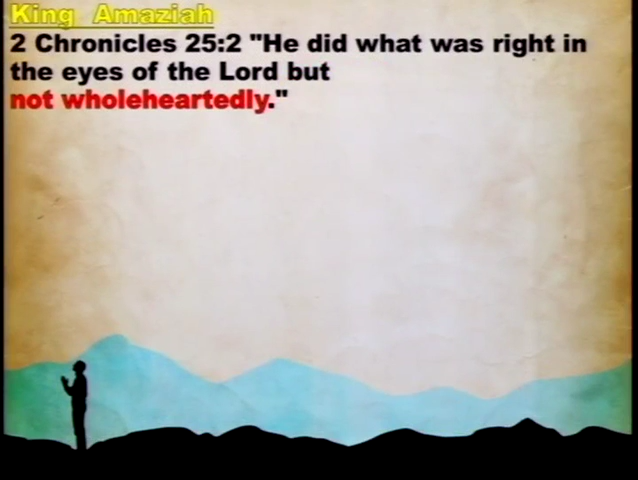 King Amaziah
2 Chronicles 25:2 "He did what was right in
the eyes of the Lord but
not wholeheartedly."